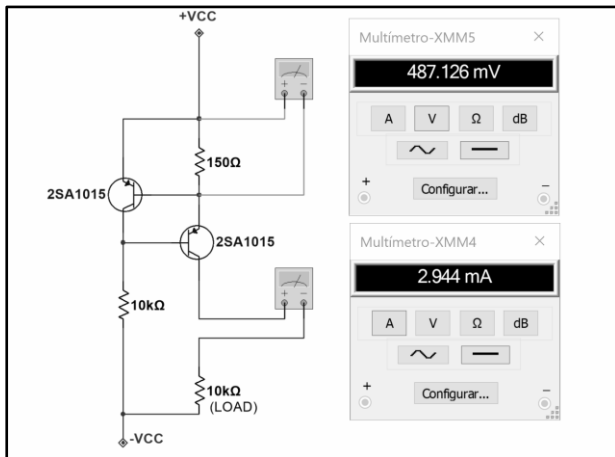 +VCC
150Ω
2SA1015
2SA1015
10kΩ
10kΩ
(LOAD)
-VCC
+ −
+ −
Multímetro-XMM5 ×
487.126 mV
A V Ω dB
+ Configurar... −
Multímetro-XMM4 ×
2.944 mA
A V Ω dB
+ Configurar... −